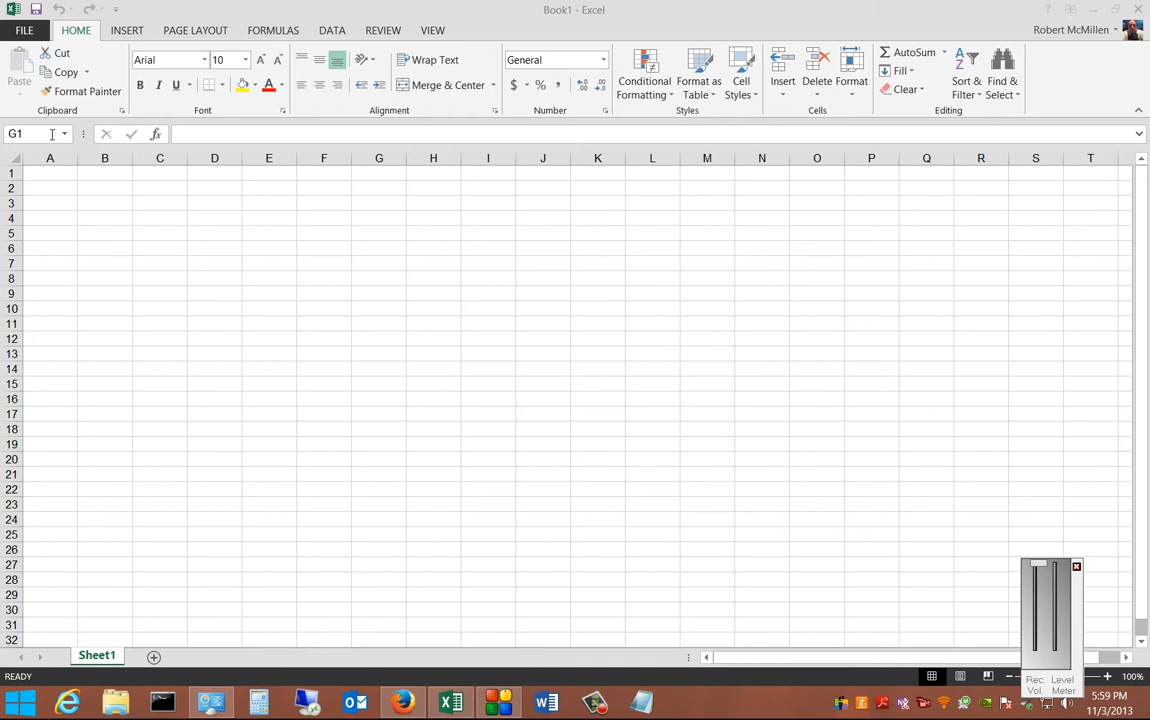 Book1 - Excel
FILE HOME INSERT PAGE LAYOUT FORMULAS DATA REVIEW VIEW Robert McMillen
Paste Cut Copy Format Painter Clipboard
Arial 10 B I U A Font
Wrap Text Merge & Center Alignment
General $ % , Number
Conditional Formatting Format as Table Cell Styles Styles
Insert Delete Format Cells
AutoSum Fill Clear Sort & Filter Find & Select Editing
G1 fx
A B C D E F G H I J K L M N O P Q R S T
1
2
3
4
5
6
7
8
9
10
11
12
13
14
15
16
17
18
19
20
21
22
23
24
25
26
27
28
29
30
31
32
Rec. Vol. Level Meter
Sheet1
READY 100%
5:59 PM
11/3/2013